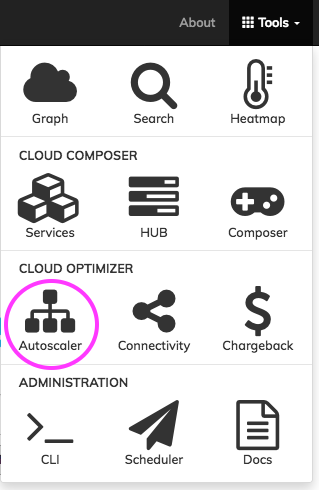 About Tools
Graph Search Heatmap
CLOUD COMPOSER
Services HUB Composer
CLOUD OPTIMIZER
Autoscaler Connectivity Chargeback
ADMINISTRATION
CLI Scheduler Docs